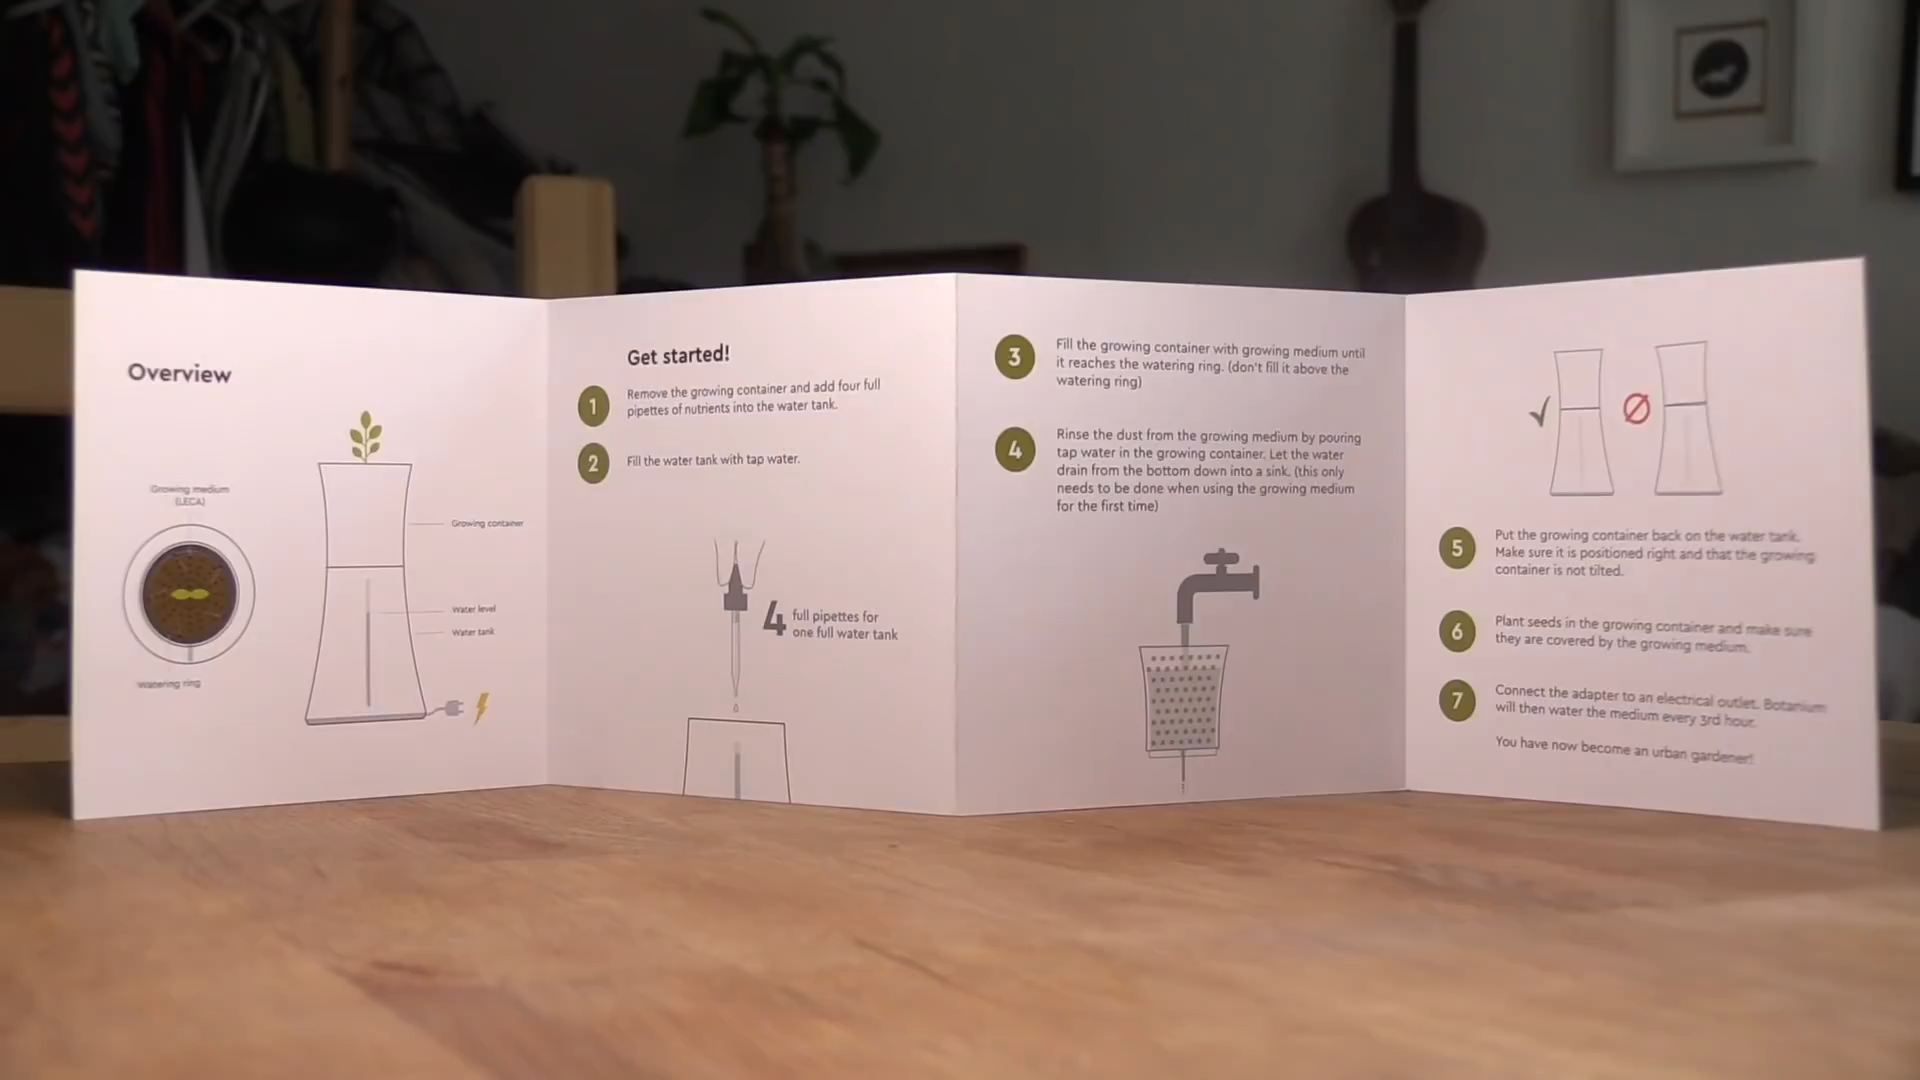 Overview
Growing medium
(LECA)
Growing container
Water level
Water tank
Watering ring
Get started!
1
Remove the growing container and add four full
pipettes of nutrients into the water tank.
2
Fill the water tank with tap water.
4
full pipettes for
one full water tank
3
Fill the growing container with growing medium until
it reaches the watering ring. (don't fill it above the
watering ring)
4
Rinse the dust from the growing medium by pouring
tap water in the growing container. Let the water
drain from the bottom down into a sink. (this only
needs to be done when using the growing medium
for the first time)
5
Put the growing container back on the water tank.
Make sure it is positioned right and that the growing
container is not tilted.
6
Plant seeds in the growing container and make sure
they are covered by the growing medium.
7
Connect the adapter to an electrical outlet. Botanium
will then water the medium every 3rd hour.
You have now become an urban gardener!